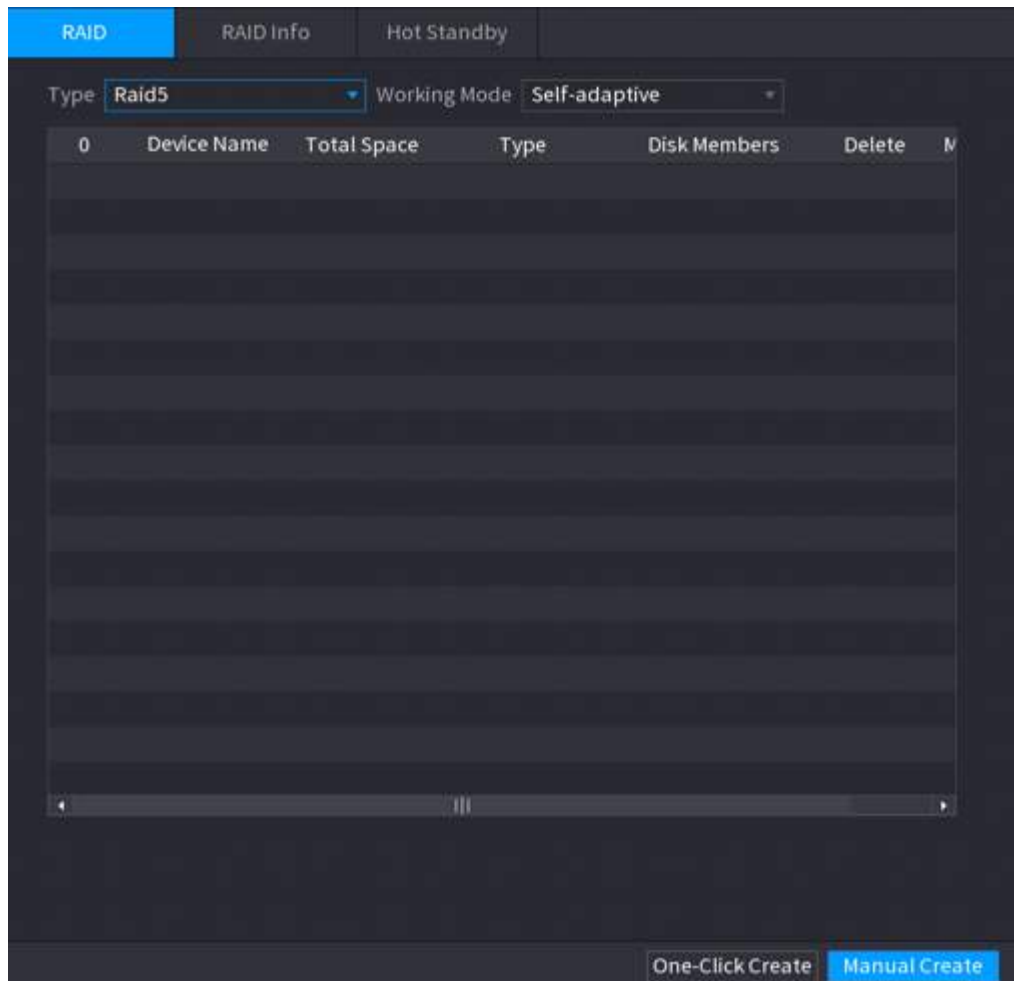 RAID RAID Info Hot Standby
Type Raid5 Working Mode Self-adaptive
0 Device Name Total Space Type Disk Members Delete
One-Click Create Manual Create